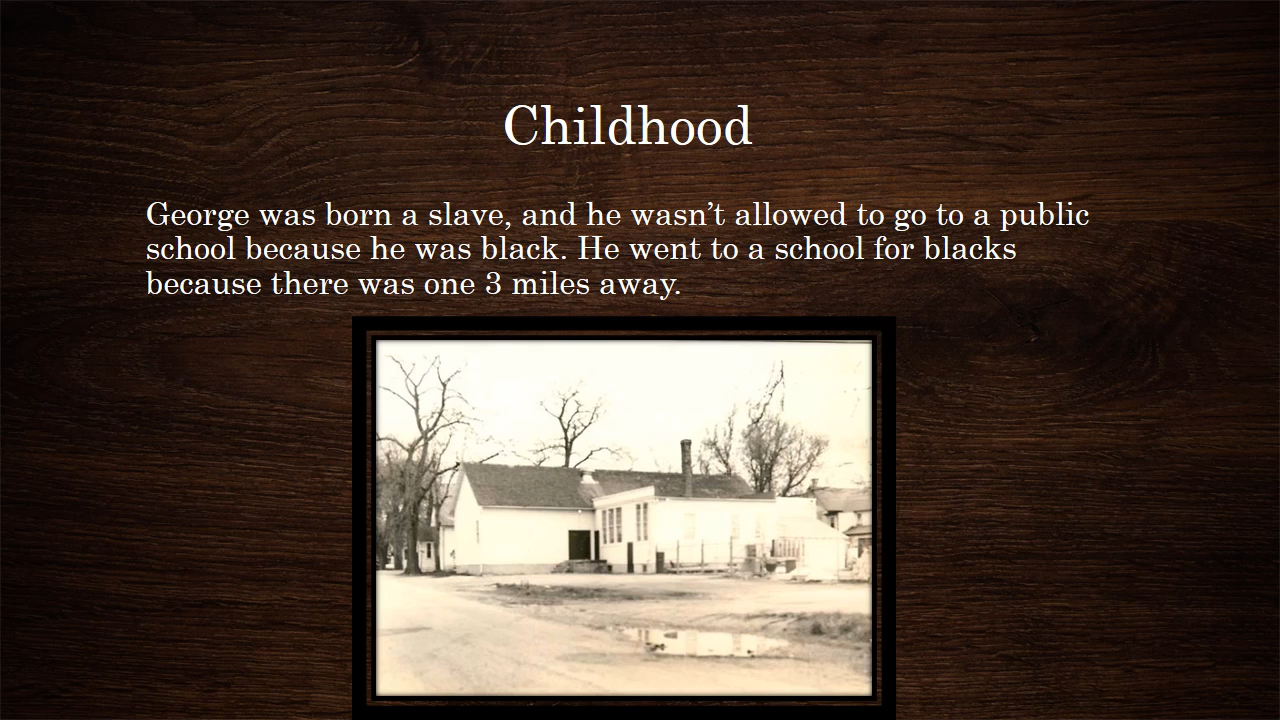 Childhood
George was born a slave, and he wasn’t allowed to go to a public
school because he was black. He went to a school for blacks
because there was one 3 miles away.